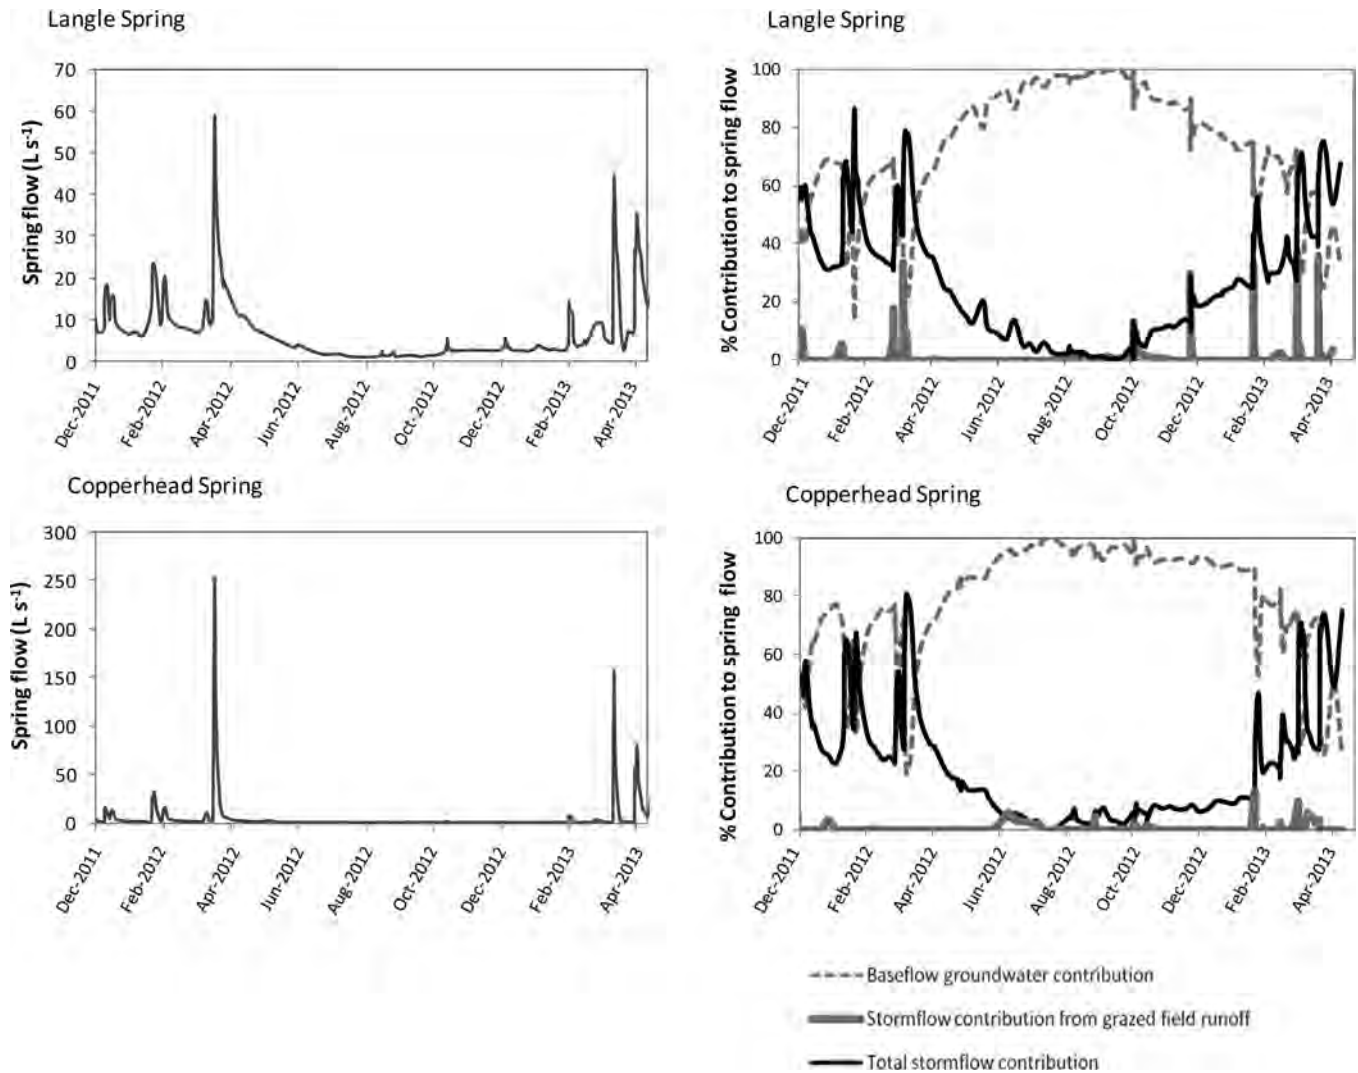 Langle Spring
Spring flow (L s⁻¹)
70
60
50
40
30
20
10
0
Dec-2011
Feb-2012
Apr-2012
Jun-2012
Aug-2012
Oct-2012
Dec-2012
Feb-2013
Apr-2013
Langle Spring
% Contribution to spring flow
100
80
60
40
20
0
Dec-2011
Feb-2012
Apr-2012
Jun-2012
Aug-2012
Oct-2012
Dec-2012
Feb-2013
Apr-2013
Copperhead Spring
Spring flow (L s⁻¹)
300
250
200
150
100
50
0
Dec-2011
Feb-2012
Apr-2012
Jun-2012
Aug-2012
Oct-2012
Dec-2012
Feb-2013
Apr-2013
Copperhead Spring
% Contribution to spring flow
100
80
60
40
20
0
Dec-2011
Feb-2012
Apr-2012
Jun-2012
Aug-2012
Oct-2012
Dec-2012
Feb-2013
Apr-2013
Baseflow groundwater contribution
Stormflow contribution from grazed field runoff
Total stormflow contribution